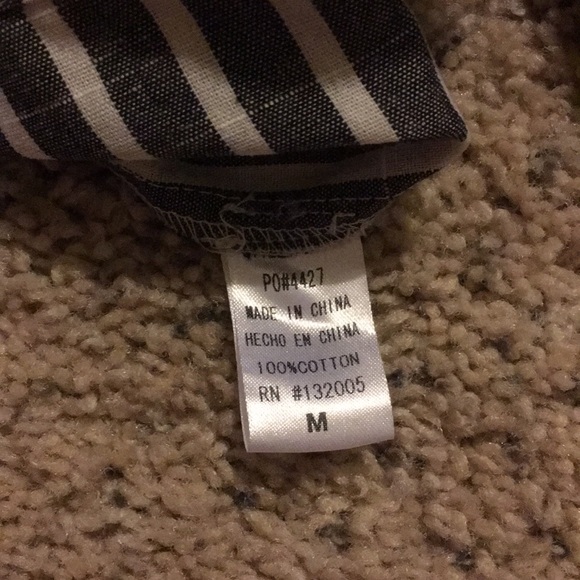 PO#4427
MADE IN CHINA
HECHO EN CHINA
100%COTTON
RN #132005
M